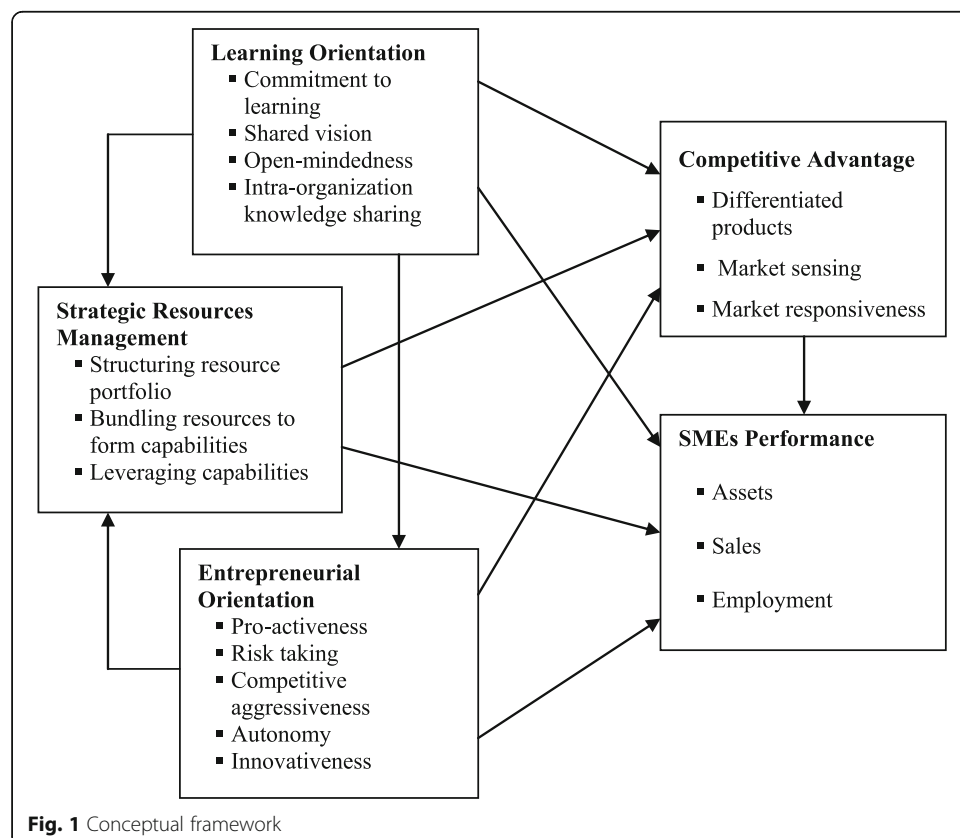 Learning Orientation
▪ Commitment to
learning
▪ Shared vision
▪ Open-mindedness
▪ Intra-organization
knowledge sharing
Competitive Advantage
▪ Differentiated
products
▪ Market sensing
▪ Market responsiveness
Strategic Resources
Management
▪ Structuring resource
portfolio
▪ Bundling resources to
form capabilities
▪ Leveraging capabilities
SMEs Performance
▪ Assets
▪ Sales
▪ Employment
Entrepreneurial
Orientation
▪ Pro-activeness
▪ Risk taking
▪ Competitive
aggressiveness
▪ Autonomy
▪ Innovativeness
Fig. 1 Conceptual framework